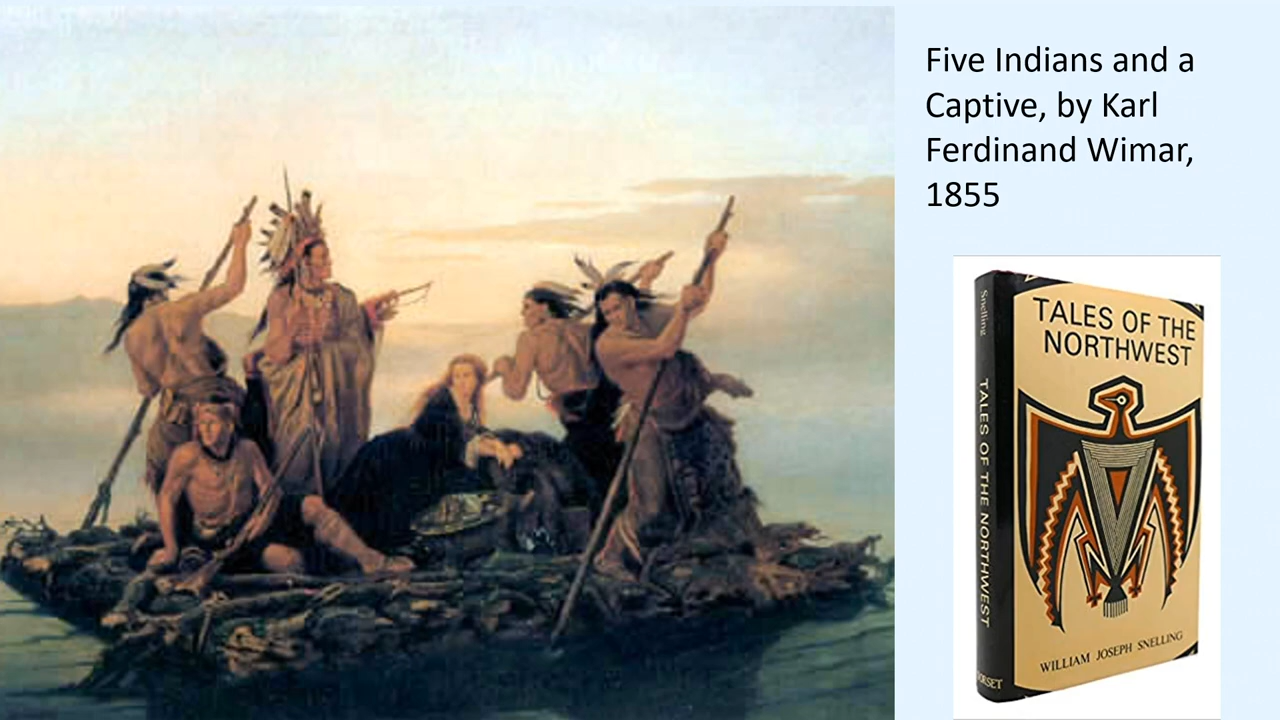 Five Indians and a
Captive, by Karl
Ferdinand Wimar,
1855
Snelling
TALES OF THE NORTHWEST
TALES OF THE
NORTHWEST
WILLIAM JOSEPH SNELLING
DORSET